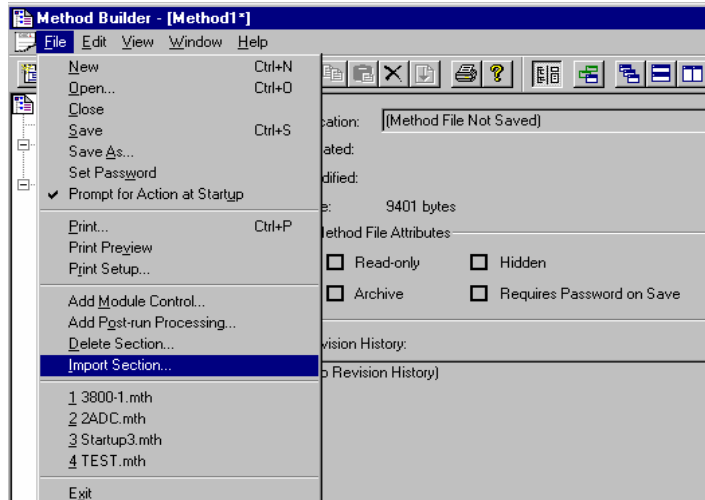 Method Builder - [Method1*]
File Edit View Window Help
New Ctrl+N
Open... Ctrl+O
Close
Save Ctrl+S
Save As...
Set Password
Prompt for Action at Startup
Print... Ctrl+P
Print Preview
Print Setup...
Add Module Control...
Add Post-run Processing...
Delete Section...
Import Section...
1 3800-1.mth
2 2ADC.mth
3 Startup3.mth
4 TEST.mth
Exit
cation: (Method File Not Saved)
ated:
dified:
e: 9401 bytes
lethod File Attributes
Read-only Hidden
Archive Requires Password on Save
vision History:
o Revision History)